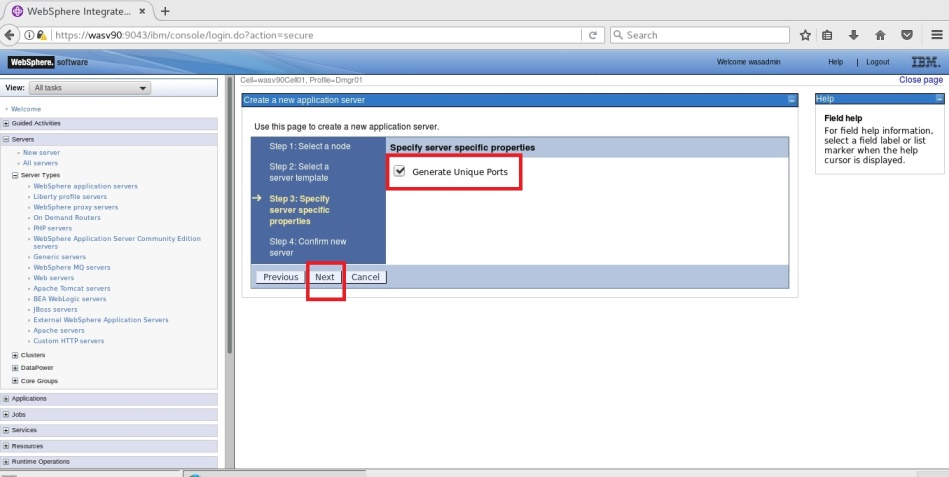 WebSphere Integrate...
https://wasv90:9043/ibm/console/login.do?action=secure
Search
WebSphere. software
Welcome wasadmin
Help | Logout
IBM.
View: All tasks
Cell=wasv90Cell01, Profile=Dmgr01
Close page
Welcome
Guided Activities
Servers
New server
All servers
Server Types
WebSphere application servers
Liberty profile servers
WebSphere proxy servers
On Demand Routers
PHP servers
WebSphere Application Server Community Edition
servers
Generic servers
WebSphere MQ servers
Web servers
Apache Tomcat servers
BEA WebLogic servers
JBoss servers
External WebSphere Application Servers
Apache servers
Custom HTTP servers
Clusters
DataPower
Core Groups
Applications
Jobs
Services
Resources
Runtime Operations
Create a new application server
Use this page to create a new application server.
Step 1: Select a node
Step 2: Select a
server template
Step 3: Specify
server specific
properties
Step 4: Confirm new
server
Specify server specific properties
Generate Unique Ports
Previous Next Cancel
Help
Field help
For field help information,
select a field label or list
marker when the help
cursor is displayed.